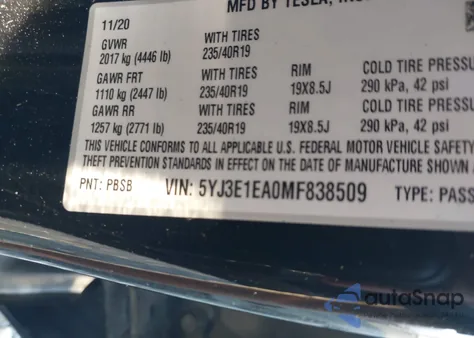 MFD BY TESLA, INC.
11/20
GVWR WITH TIRES
2017 kg (4446 lb) 235/40R19
GAWR FRT WITH TIRES RIM COLD TIRE PRESSU
1110 kg (2447 lb) 235/40R19 19X8.5J 290 kPa, 42 psi
GAWR RR WITH TIRES RIM COLD TIRE PRESSU
1257 kg (2771 lb) 235/40R19 19X8.5J 290 kPa, 42 psi
THIS VEHICLE CONFORMS TO ALL APPLICABLE U.S. FEDERAL MOTOR VEHICLE SAFETY
THEFT PREVENTION STANDARDS IN EFFECT ON THE DATE OF MANUFACTURE SHOWN
PNT: PBSB VIN: 5YJ3E1EA0MF838509 TYPE: PASS
autoSnap